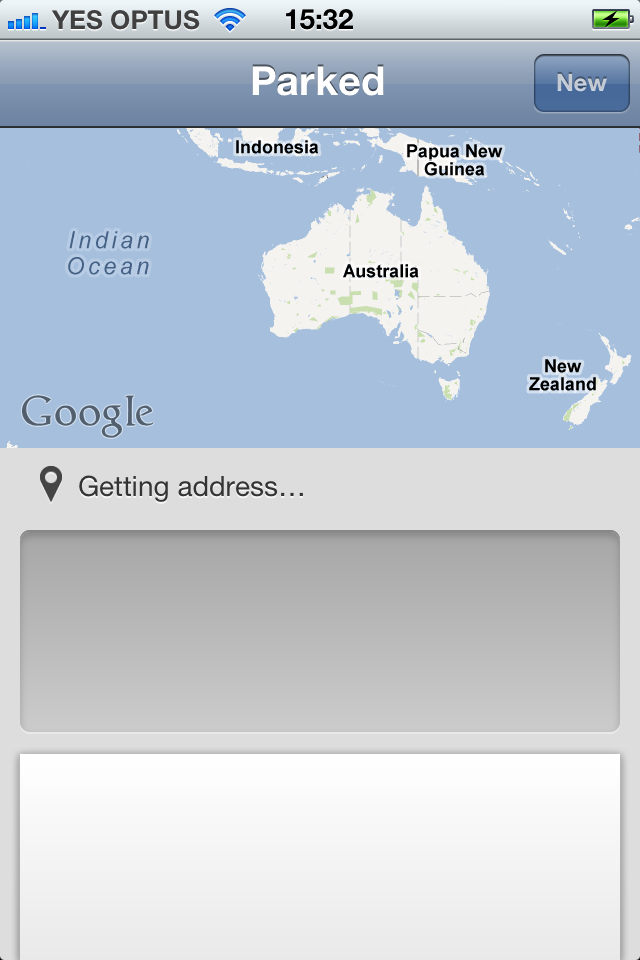 YES OPTUS 15:32
Parked
New
Indonesia
Papua New
Guinea
Indian
Ocean
Australia
New
Zealand
Google
Getting address…